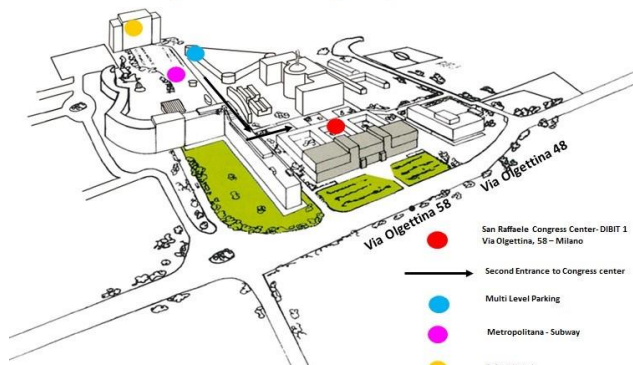 Via Olgettina 48
Via Olgettina 58
San Raffaele Congress Center- DIBIT 1
Via Olgettina, 58 – Milano
Second Entrance to Congress center
Multi Level Parking
Metropolitana - Subway